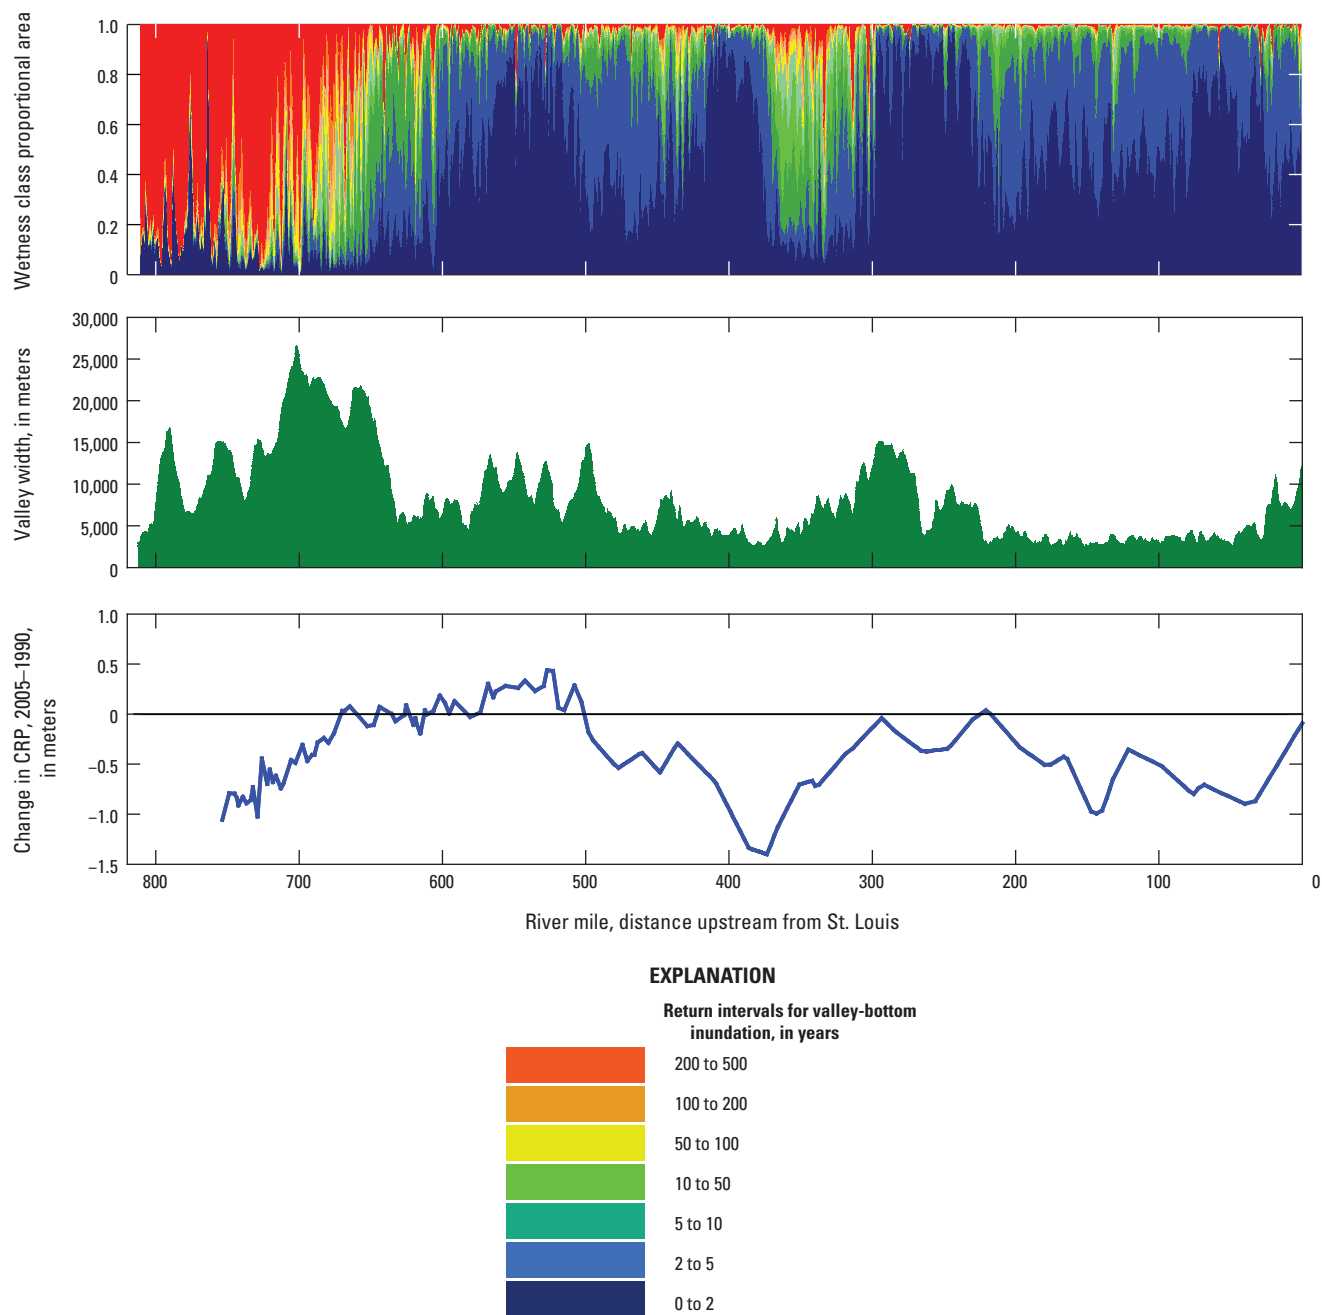 Wetness class proportional area
1.0
0.8
0.6
0.4
0.2
0
Valley width, in meters
30,000
25,000
20,000
15,000
10,000
5,000
0
Change in CRP, 2005–1990,
in meters
1.0
0.5
0
–0.5
–1.0
–1.5
800 700 600 500 400 300 200 100 0
River mile, distance upstream from St. Louis
EXPLANATION
Return intervals for valley-bottom
inundation, in years
200 to 500
100 to 200
50 to 100
10 to 50
5 to 10
2 to 5
0 to 2